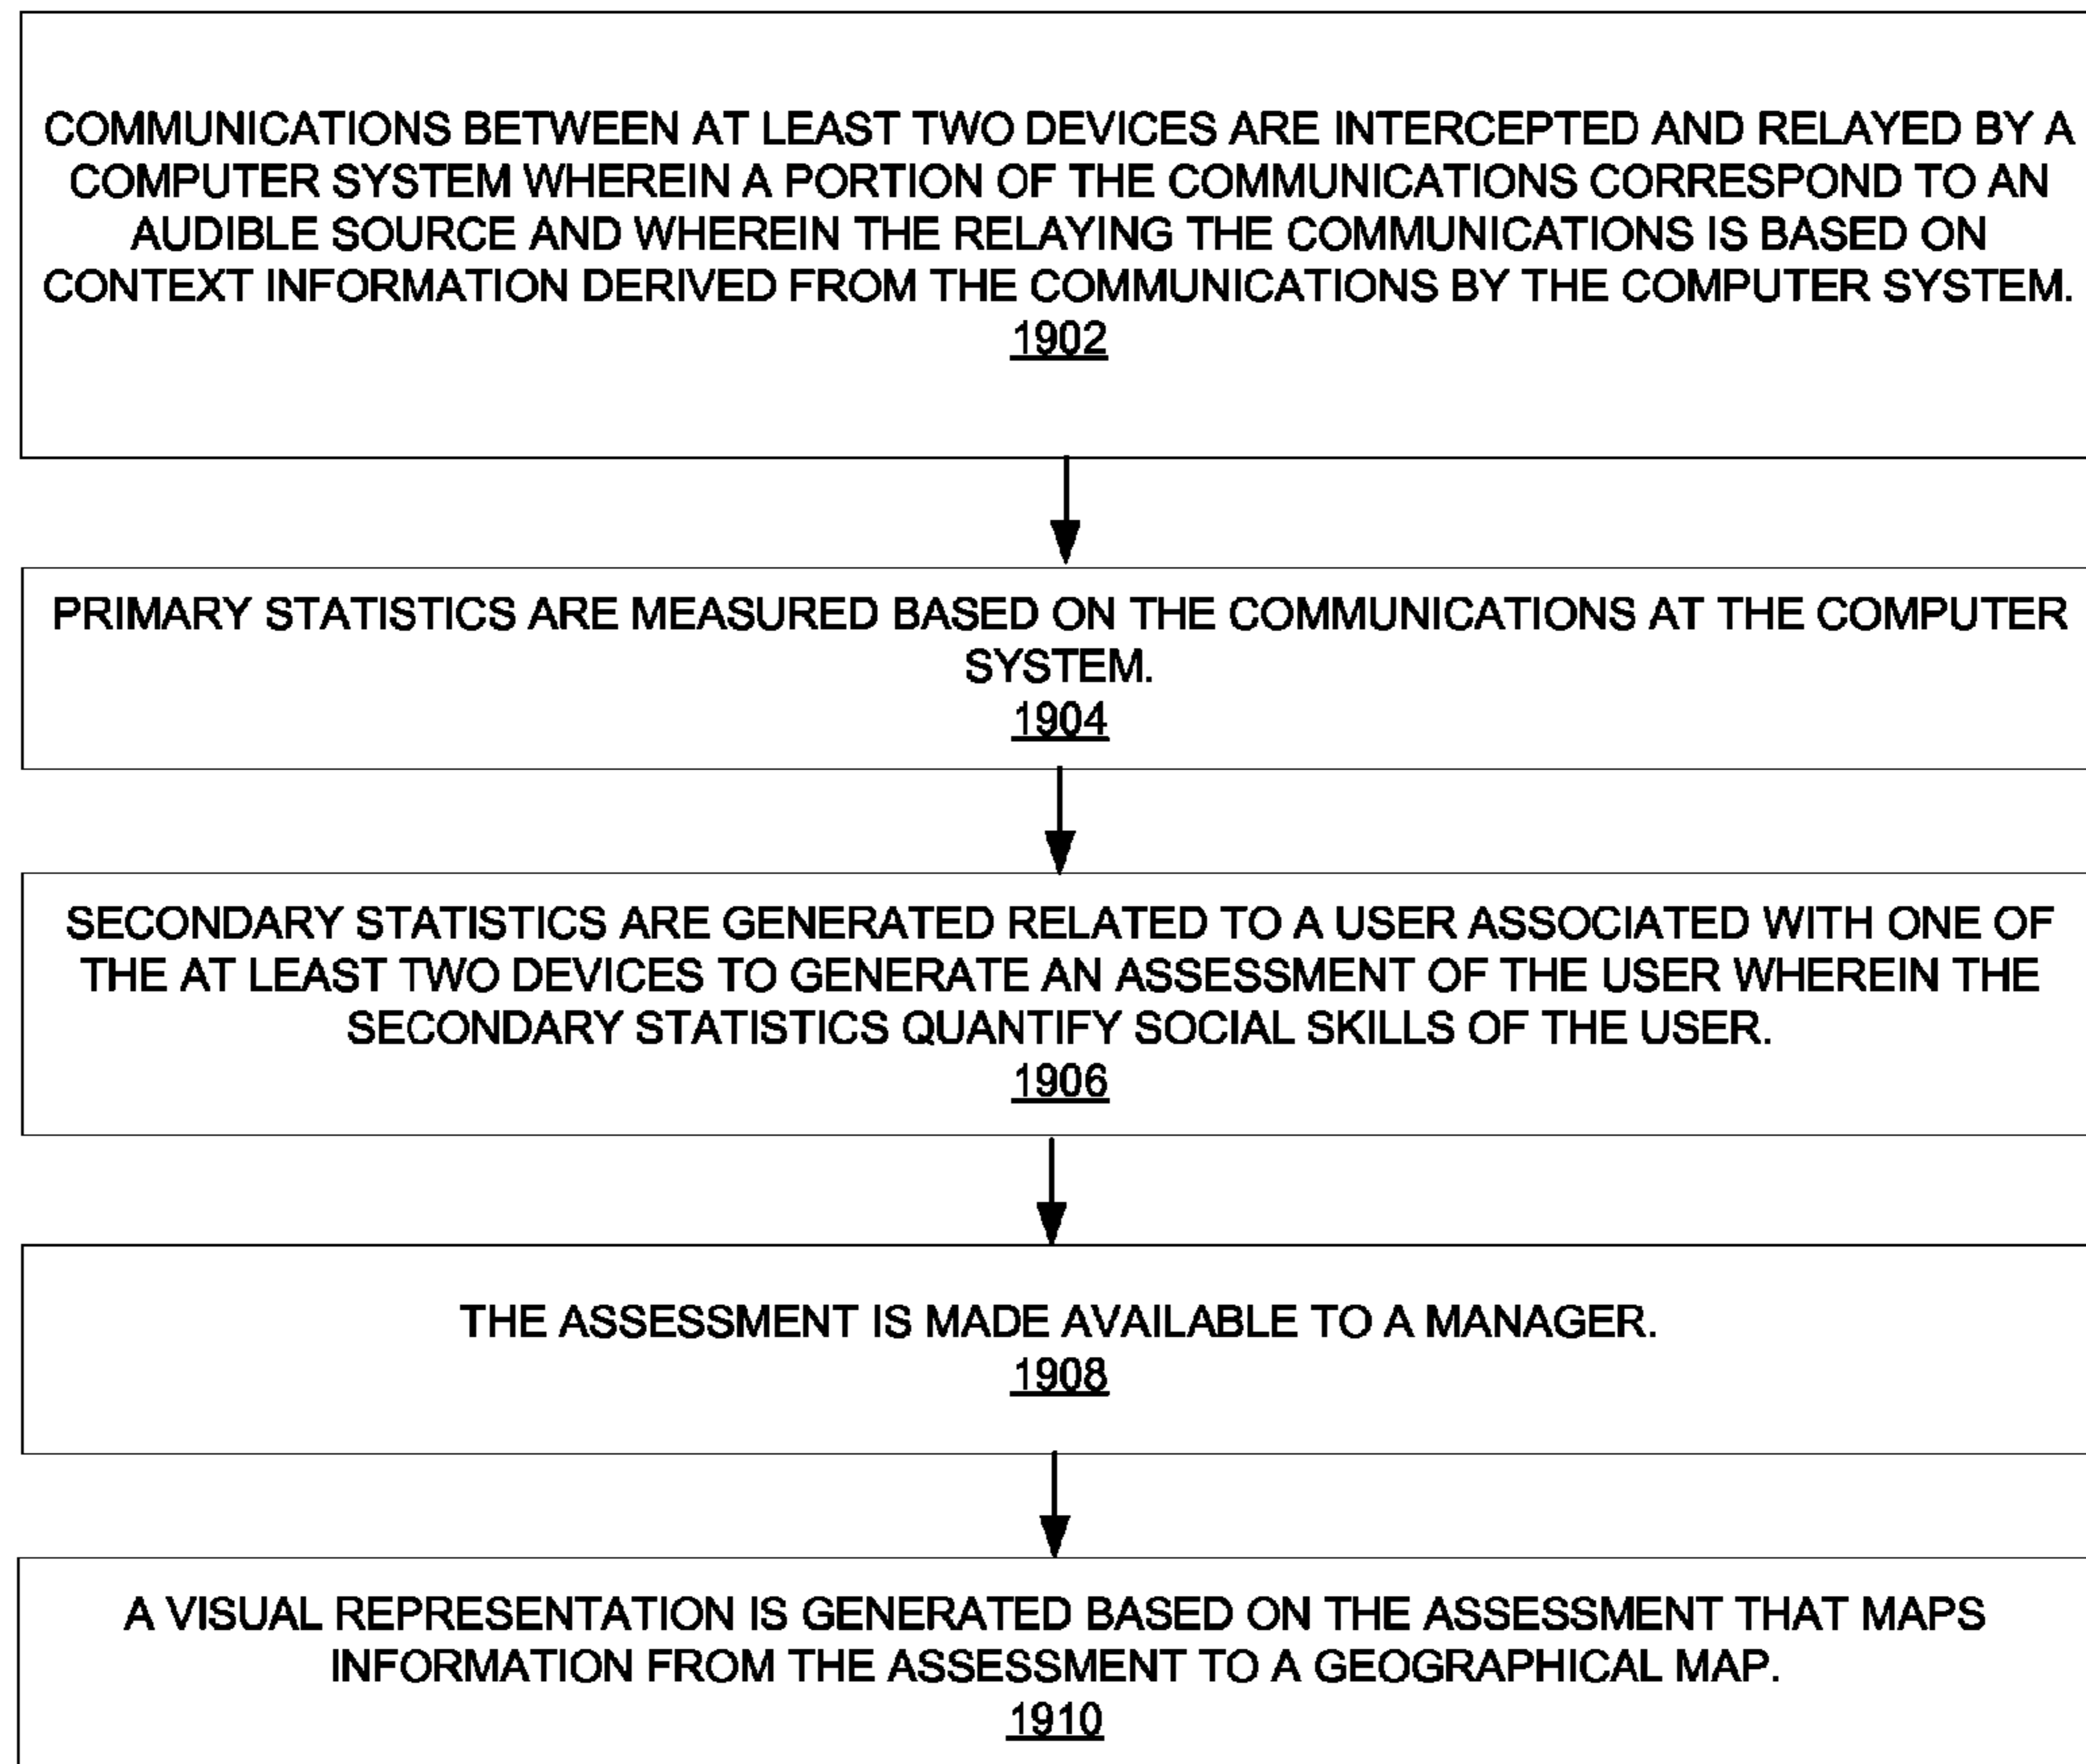 COMMUNICATIONS BETWEEN AT LEAST TWO DEVICES ARE INTERCEPTED AND RELAYED BY A
COMPUTER SYSTEM WHEREIN A PORTION OF THE COMMUNICATIONS CORRESPOND TO AN
AUDIBLE SOURCE AND WHEREIN THE RELAYING THE COMMUNICATIONS IS BASED ON
CONTEXT INFORMATION DERIVED FROM THE COMMUNICATIONS BY THE COMPUTER SYSTEM.
1902
PRIMARY STATISTICS ARE MEASURED BASED ON THE COMMUNICATIONS AT THE COMPUTER
SYSTEM.
1904
SECONDARY STATISTICS ARE GENERATED RELATED TO A USER ASSOCIATED WITH ONE OF
THE AT LEAST TWO DEVICES TO GENERATE AN ASSESSMENT OF THE USER WHEREIN THE
SECONDARY STATISTICS QUANTIFY SOCIAL SKILLS OF THE USER.
1906
THE ASSESSMENT IS MADE AVAILABLE TO A MANAGER.
1908
A VISUAL REPRESENTATION IS GENERATED BASED ON THE ASSESSMENT THAT MAPS
INFORMATION FROM THE ASSESSMENT TO A GEOGRAPHICAL MAP.
1910